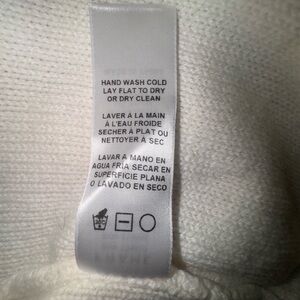 HAND WASH COLD
LAY FLAT TO DRY
OR DRY CLEAN
LAVER À LA MAIN
À L'EAU FROIDE
SECHER À PLAT OU
NETTOYER À SEC
LAVAR A MANO EN
AGUA FRIA SECAR EN
SUPERFICIE PLANA
O LAVADO EN SECO